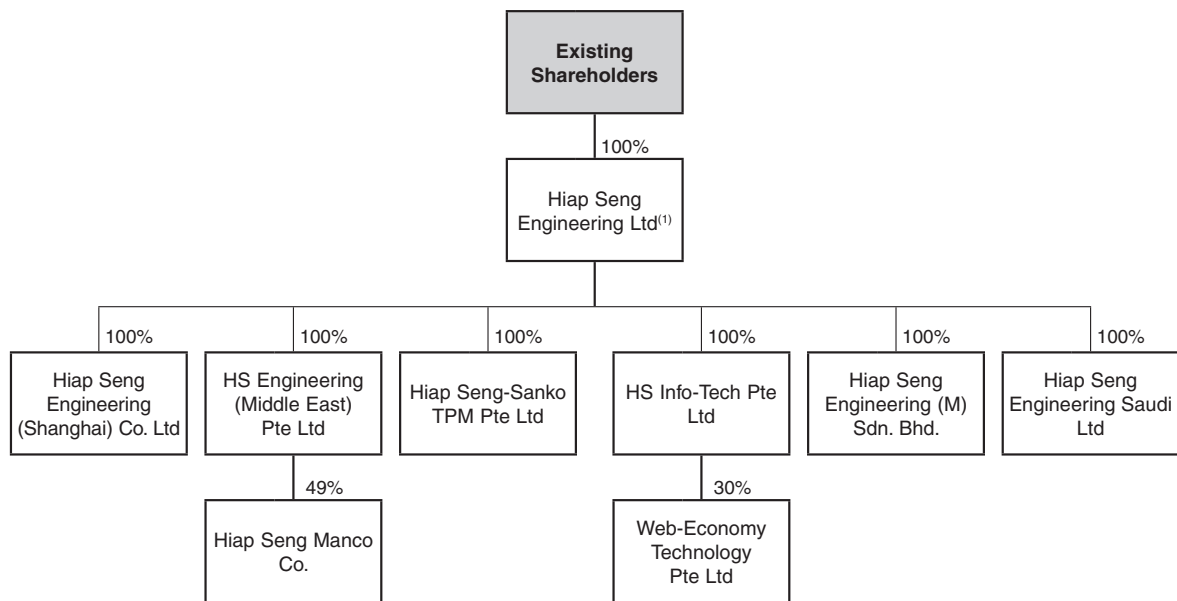 Existing
Shareholders
100%
Hiap Seng
Engineering Ltd(1)
100%
100%
100%
100%
100%
100%
Hiap Seng
Engineering
(Shanghai) Co. Ltd
HS Engineering
(Middle East)
Pte Ltd
Hiap Seng-Sanko
TPM Pte Ltd
HS Info-Tech Pte
Ltd
Hiap Seng
Engineering (M)
Sdn. Bhd.
Hiap Seng
Engineering Saudi
Ltd
49%
30%
Hiap Seng Manco
Co.
Web-Economy
Technology
Pte Ltd